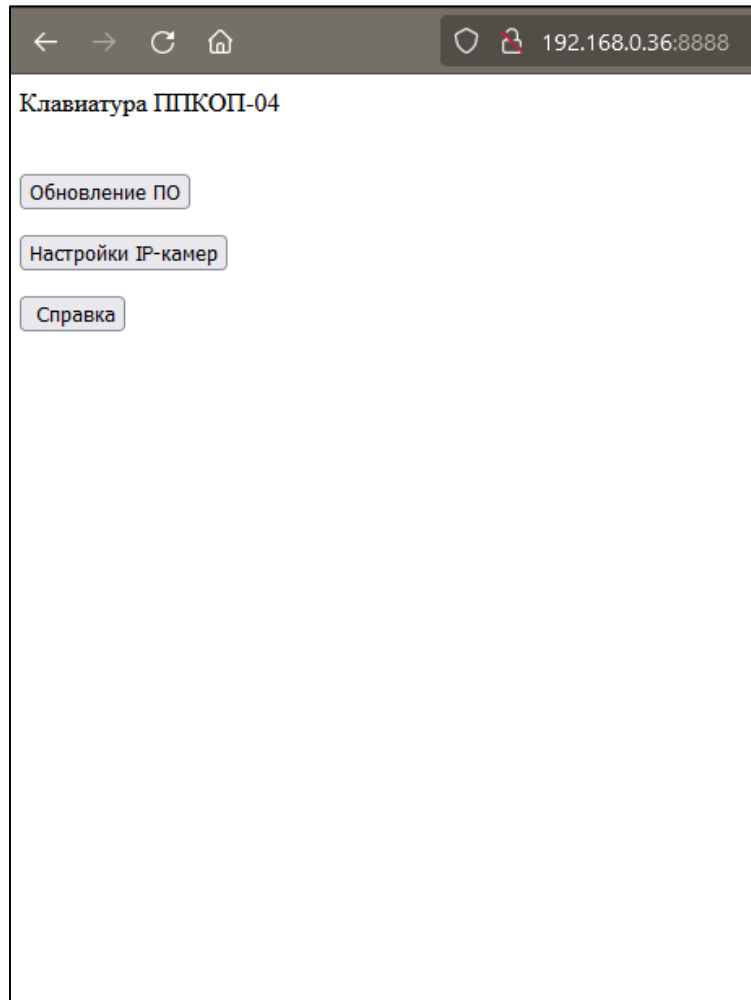 192.168.0.36:8888
Клавиатура ППКОП-04
Обновление ПО
Настройки IP-камер
Справка